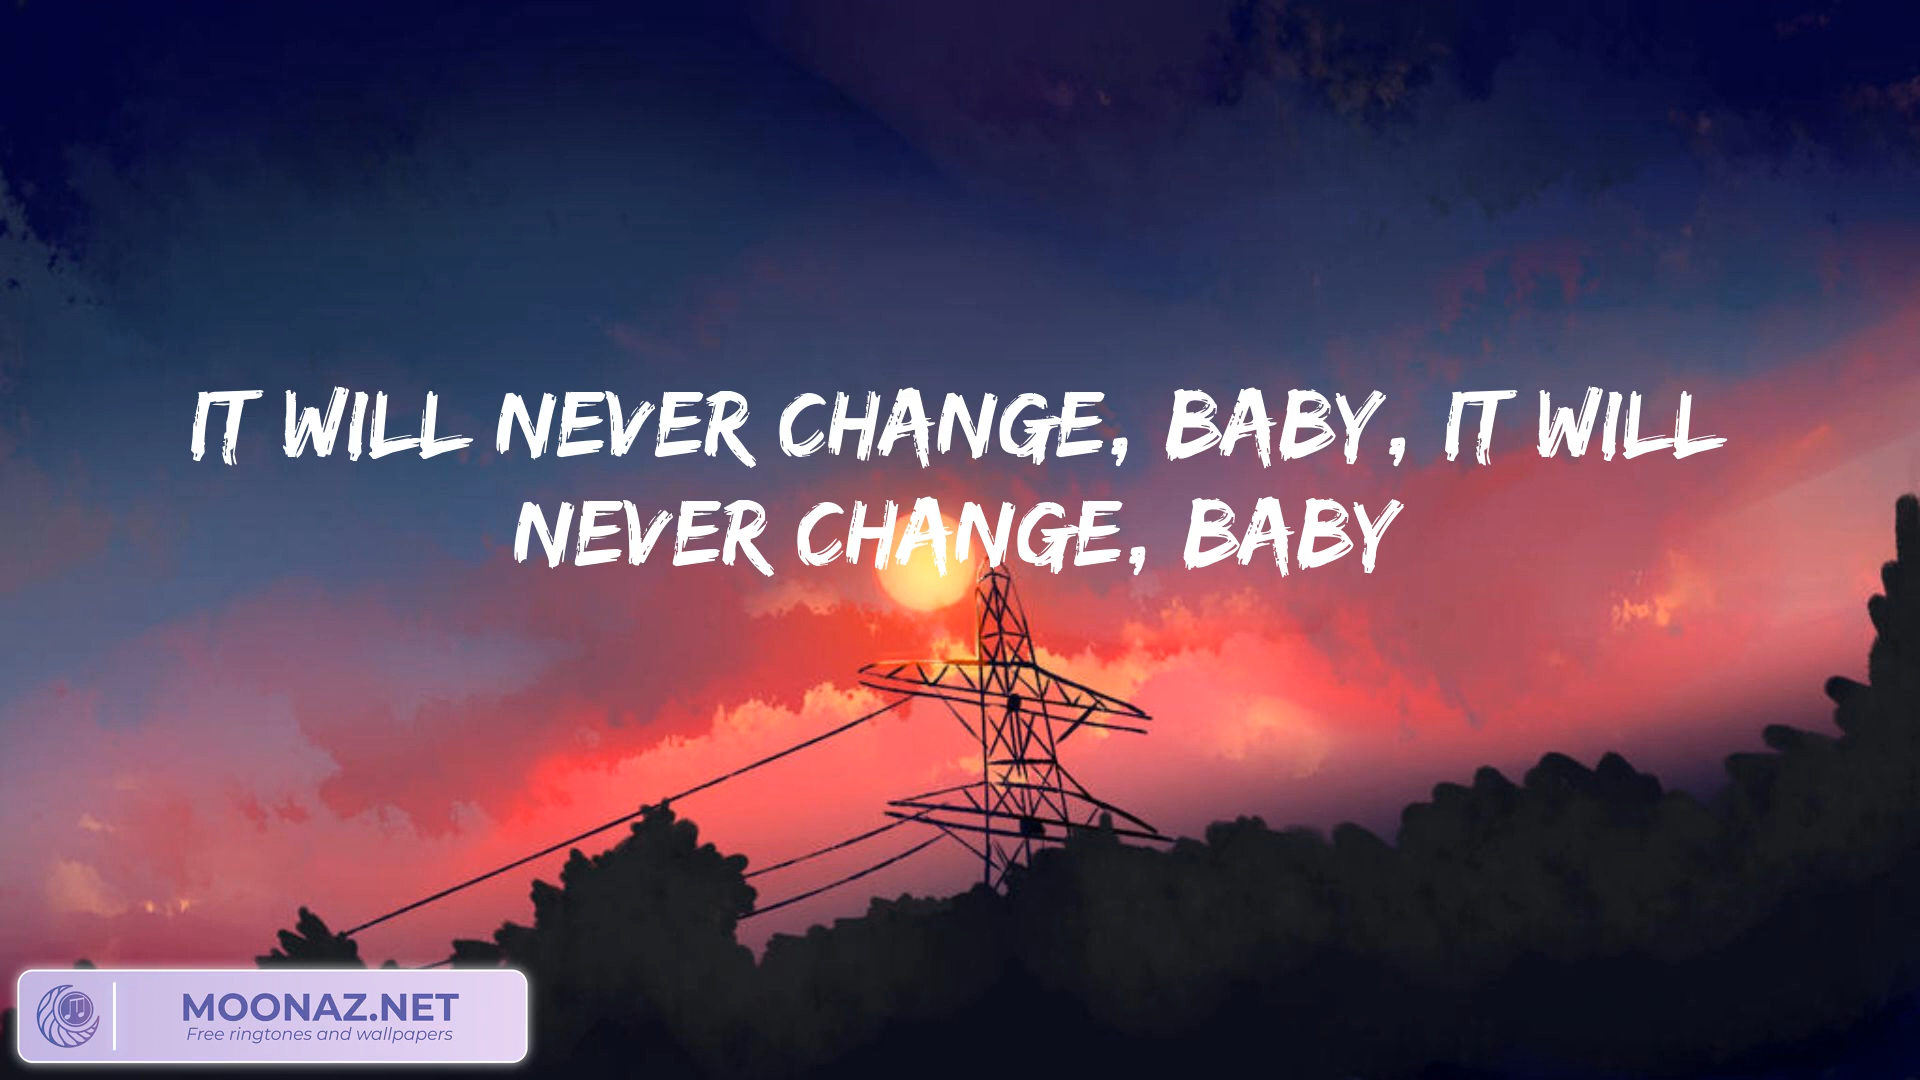 IT WILL NEVER CHANGE, BABY, IT WILL
NEVER CHANGE, BABY
MOONAZ.NET
Free ringtones and wallpapers